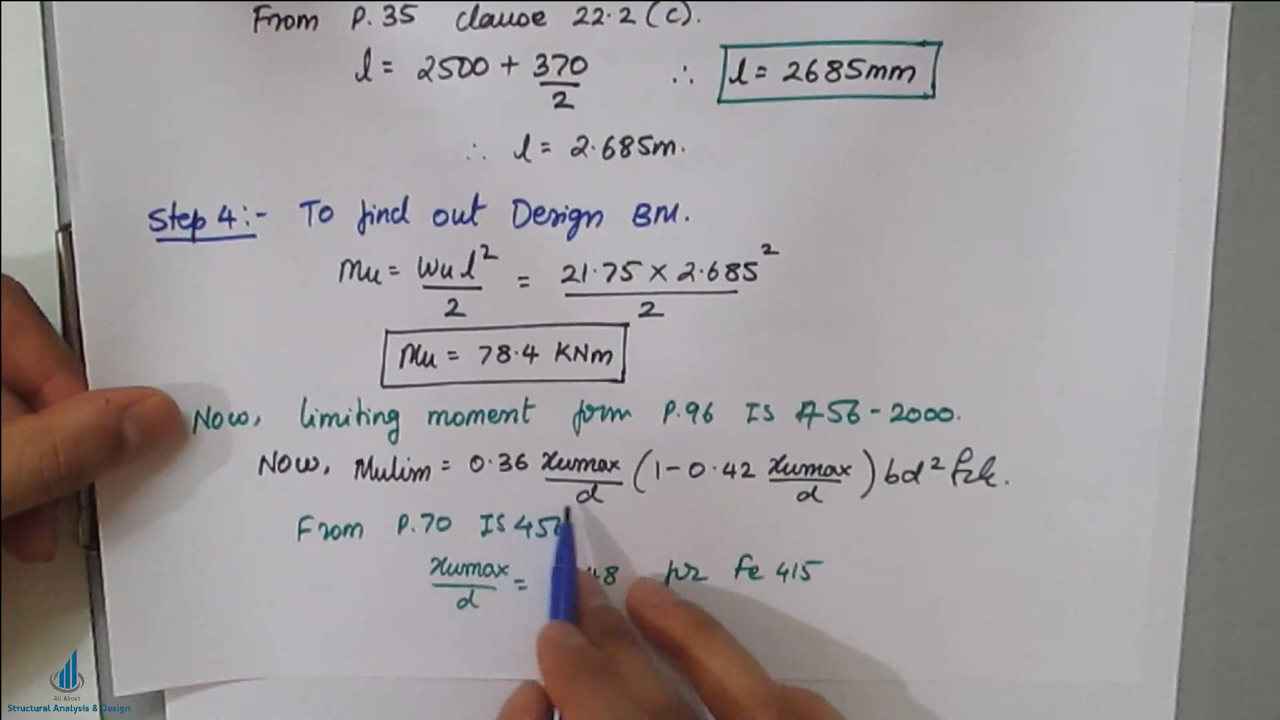 From P.35 clause 22.2 (c).
l = 2500 + 370/2 ∴ l = 2685mm
∴ l = 2.685m.
Step 4:- To find out Design BM.
Mu = Wul²/2 = 21.75 × 2.685²/2
Mu = 78.4 KNm
Now, limiting moment form P.96 IS 456-2000.
Now, Mulim = 0.36 xumax/d (1-0.42 xumax/d) bd² fck.
From P.70 IS
xumax/d = for Fe 415
All About
Structural Analysis & Design